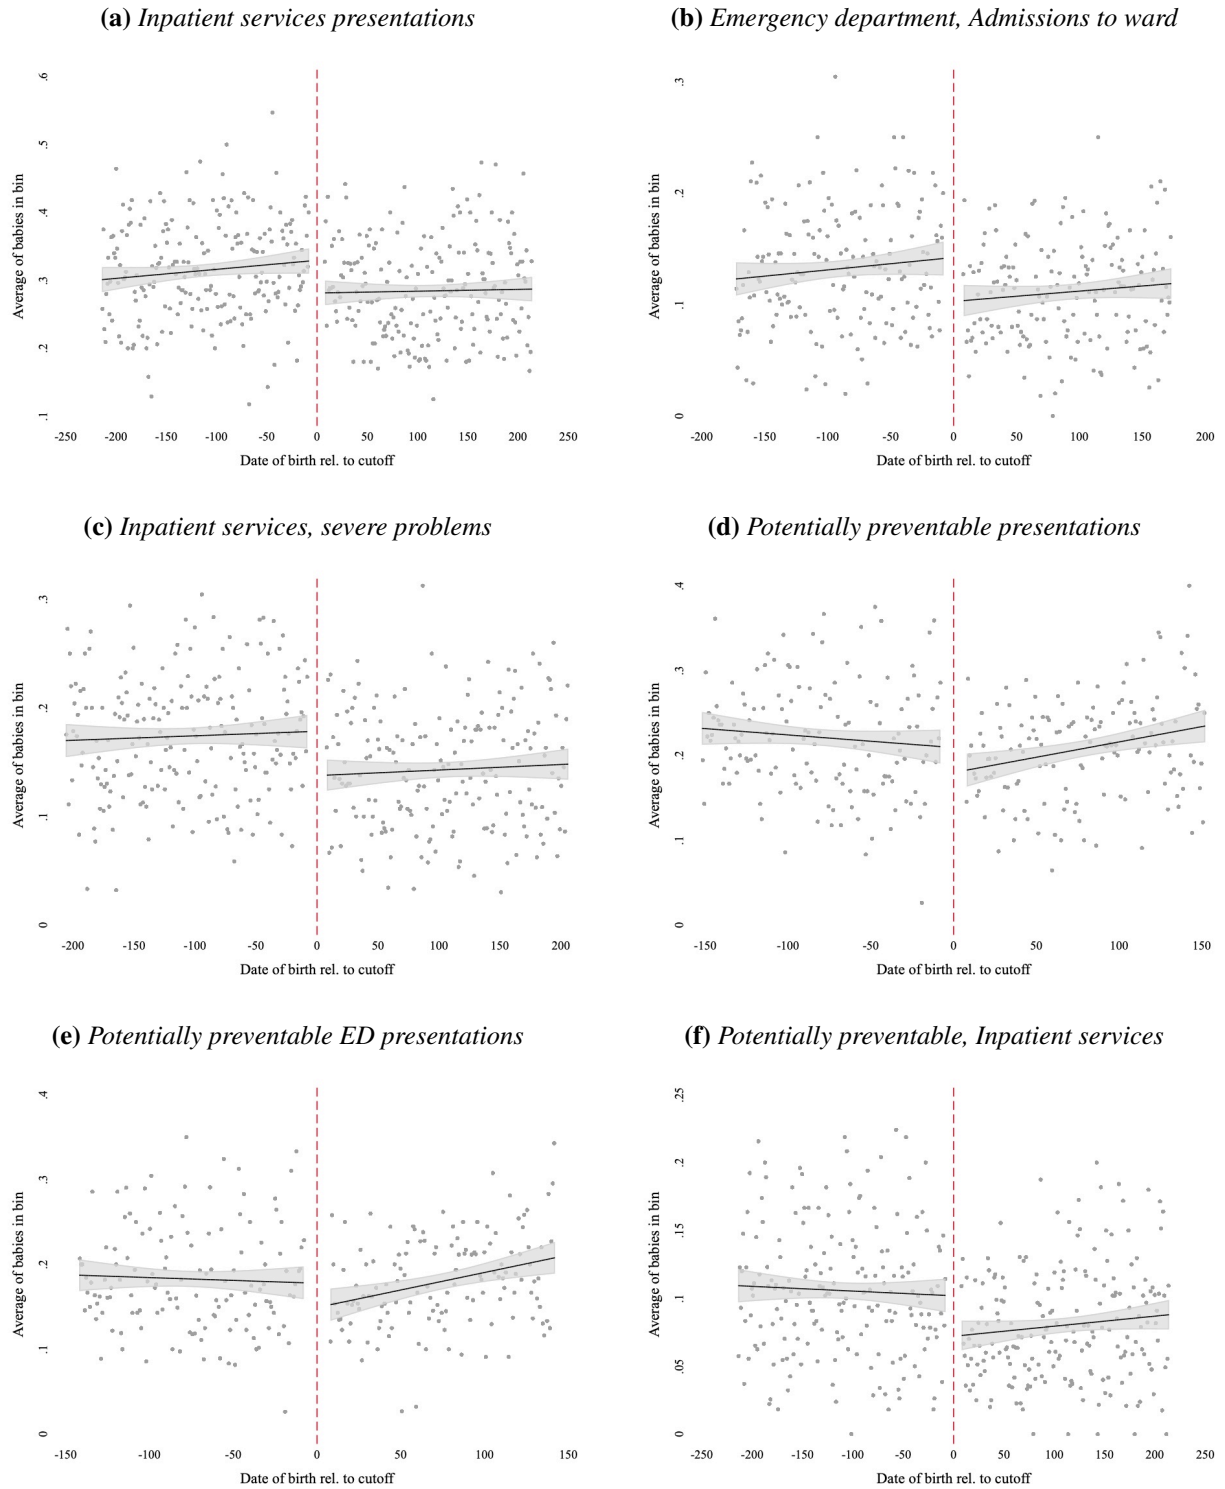 (a) Inpatient services presentations
.6
.5
.4
.3
.2
.1
Average of babies in bin
-250 -200 -150 -100 -50 0 50 100 150 200 250
Date of birth rel. to cutoff
(b) Emergency department, Admissions to ward
.3
.2
.1
0
Average of babies in bin
-200 -150 -100 -50 0 50 100 150 200
Date of birth rel. to cutoff
(c) Inpatient services, severe problems
.3
.2
.1
0
Average of babies in bin
-200 -150 -100 -50 0 50 100 150 200
Date of birth rel. to cutoff
(d) Potentially preventable presentations
.4
.3
.2
.1
0
Average of babies in bin
-150 -100 -50 0 50 100 150
Date of birth rel. to cutoff
(e) Potentially preventable ED presentations
.4
.3
.2
.1
0
Average of babies in bin
-150 -100 -50 0 50 100 150
Date of birth rel. to cutoff
(f) Potentially preventable, Inpatient services
.25
.2
.15
.1
.05
0
Average of babies in bin
-250 -200 -150 -100 -50 0 50 100 150 200 250
Date of birth rel. to cutoff